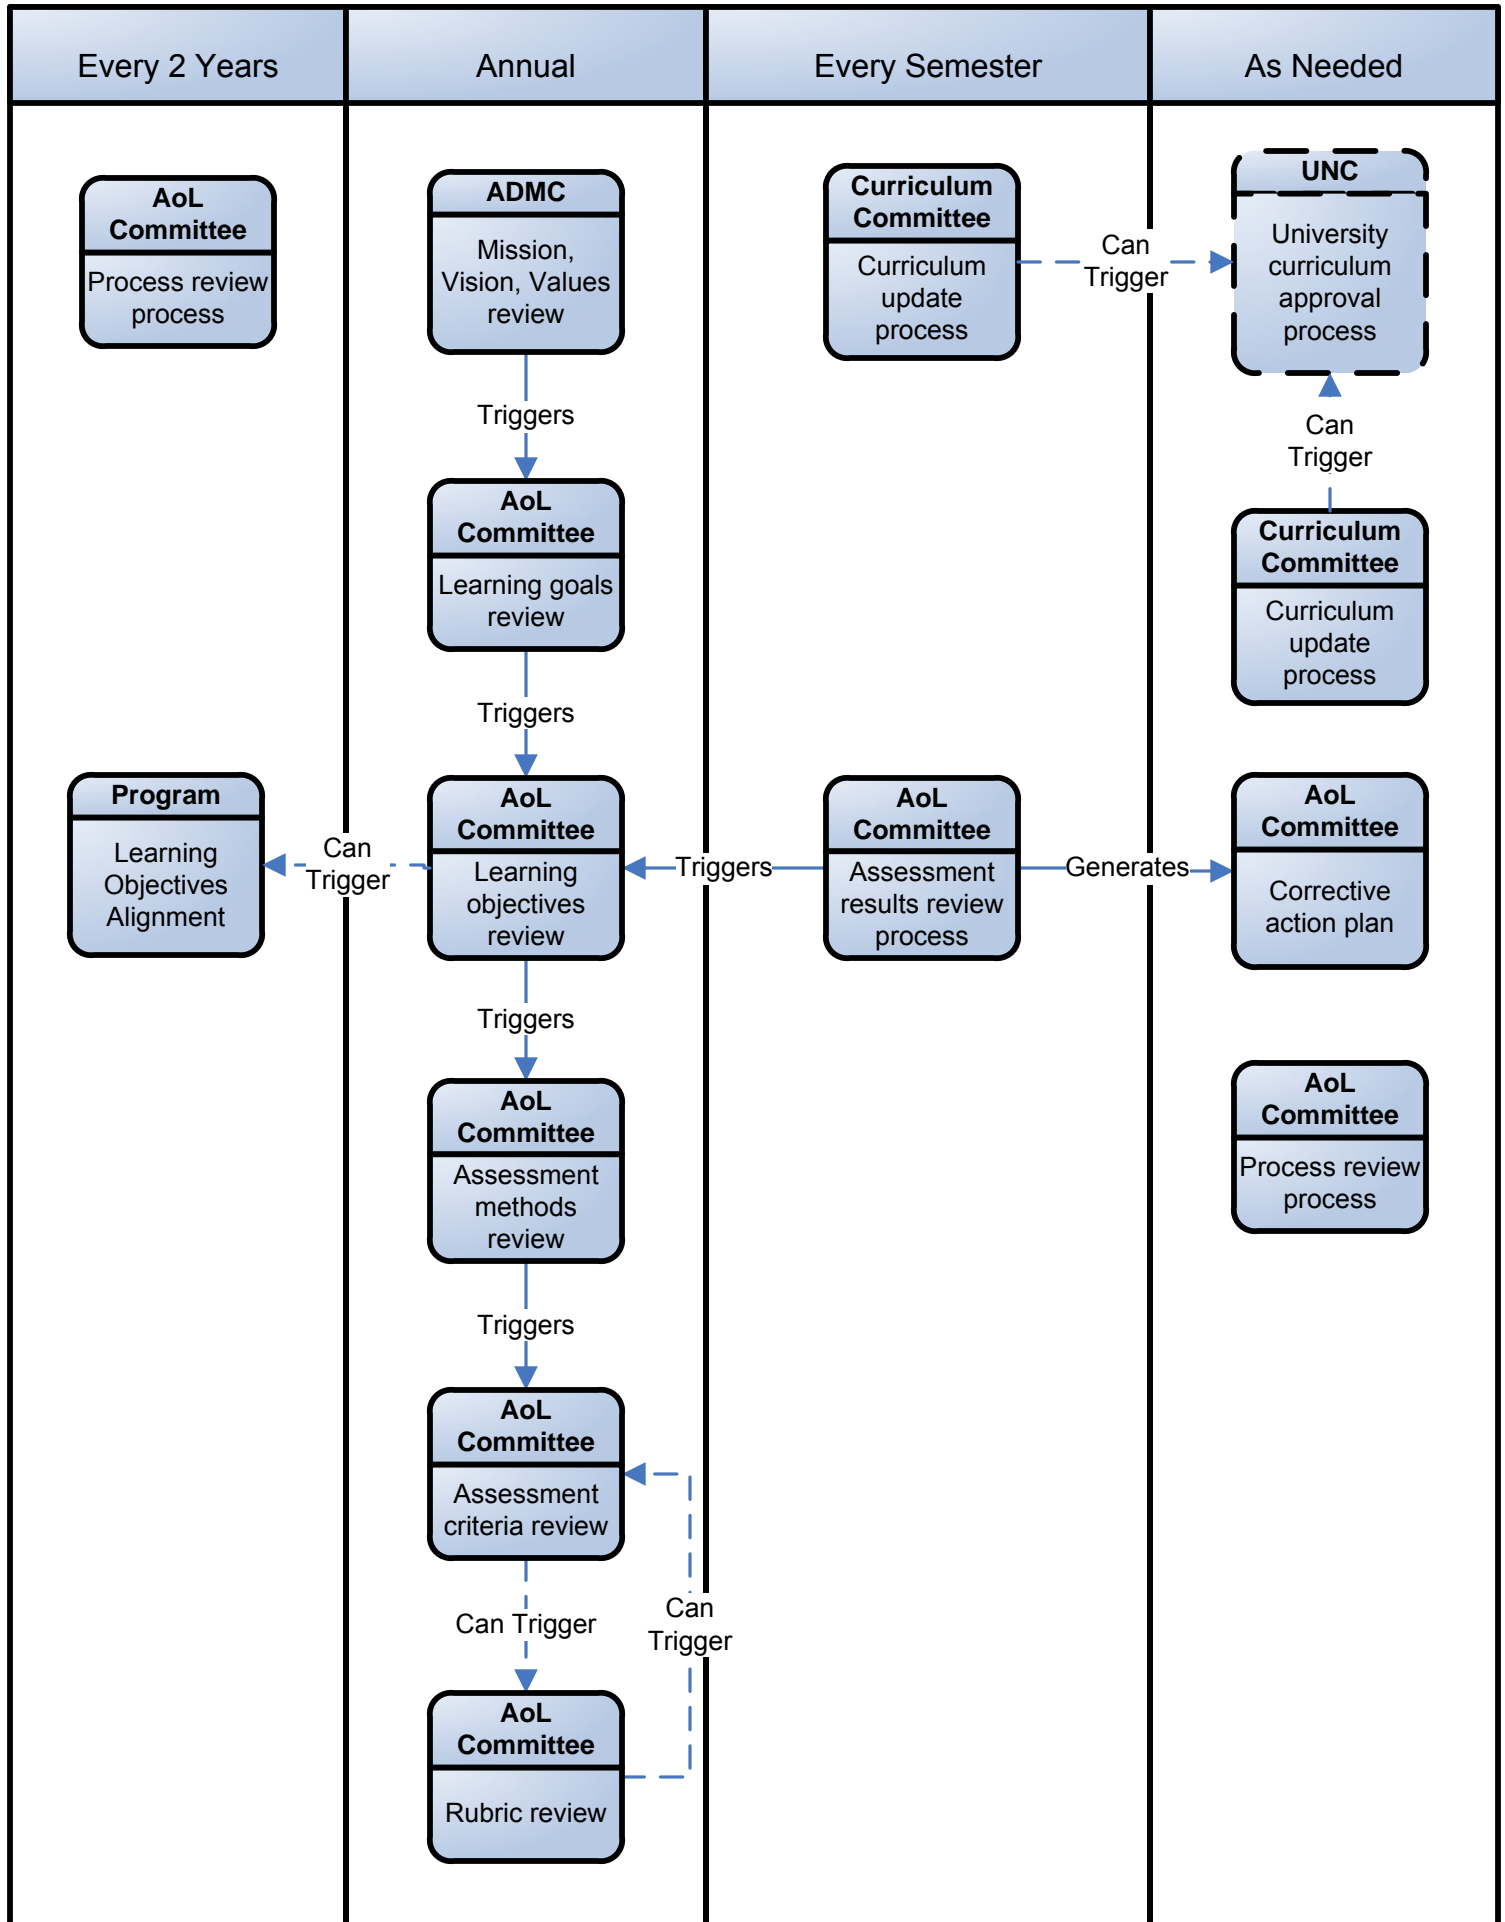 Every 2 Years
Annual
Every Semester
As Needed
AoL
Committee
Process review
process
ADMC
Mission,
Vision, Values
review
Curriculum
Committee
Curriculum
update
process
Can
Trigger
UNC
University
curriculum
approval
process
Triggers
Can
Trigger
AoL
Committee
Learning goals
review
Curriculum
Committee
Curriculum
update
process
Triggers
Program
Learning
Objectives
Alignment
Can
Trigger
AoL
Committee
Learning
objectives
review
Triggers
AoL
Committee
Assessment
results review
process
Generates
AoL
Committee
Corrective
action plan
Triggers
AoL
Committee
Assessment
methods
review
AoL
Committee
Process review
process
Triggers
AoL
Committee
Assessment
criteria review
Can Trigger
Can
Trigger
AoL
Committee
Rubric review